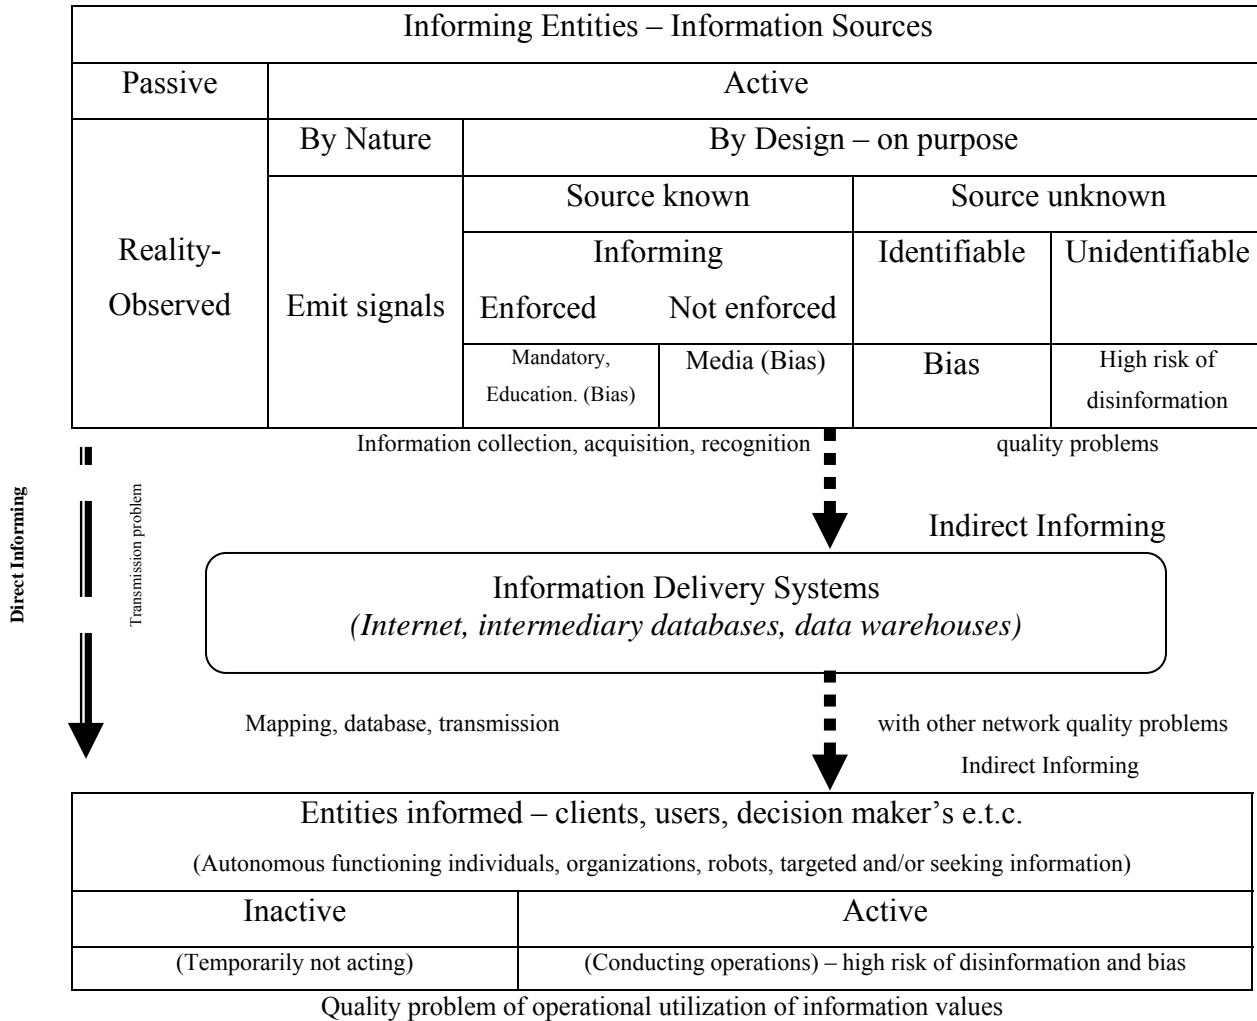 Informing Entities – Information Sources
Passive
Active
By Nature
By Design – on purpose
Source known
Source unknown
Reality-
Observed
Emit signals
Informing
Enforced
Not enforced
Identifiable
Unidentifiable
Mandatory,
Education. (Bias)
Media (Bias)
Bias
High risk of
disinformation
Information collection, acquisition, recognition
quality problems
Direct Informing
Transmission problem
Indirect Informing
Information Delivery Systems
(Internet, intermediary databases, data warehouses)
Mapping, database, transmission
with other network quality problems
Indirect Informing
Entities informed – clients, users, decision maker’s e.t.c.
(Autonomous functioning individuals, organizations, robots, targeted and/or seeking information)
Inactive
Active
(Temporarily not acting)
(Conducting operations) – high risk of disinformation and bias
Quality problem of operational utilization of information values